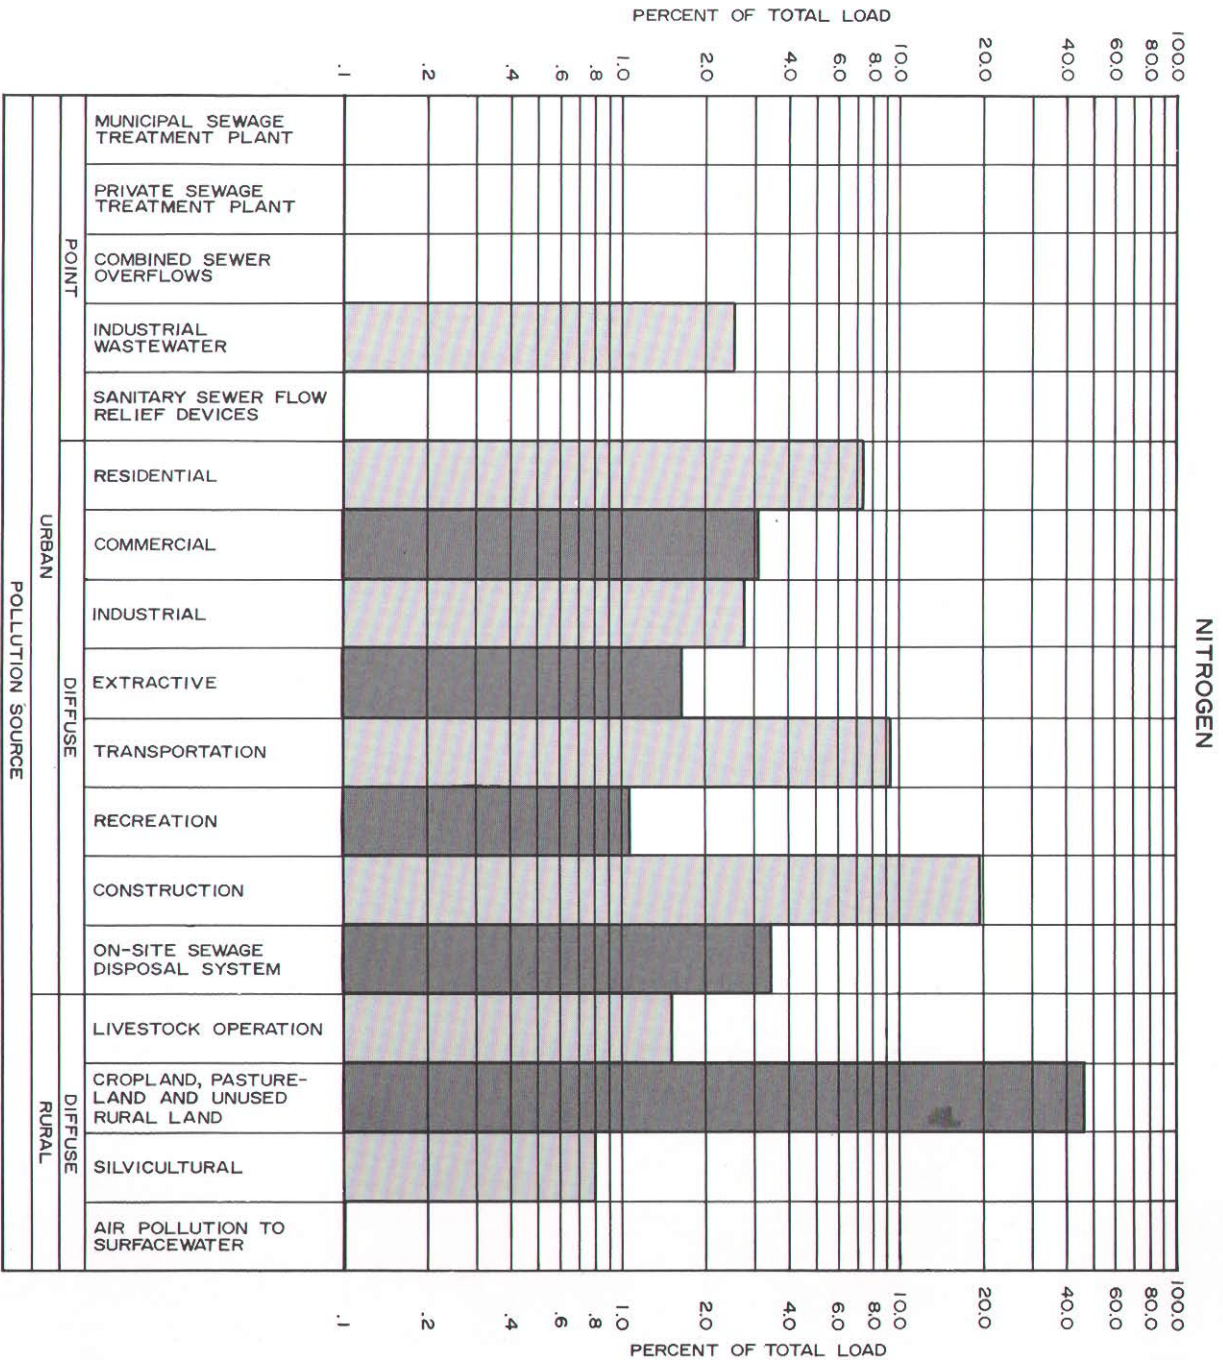 PERCENT OF TOTAL LOAD
.1 .2 .4 .6 .8 1.0 2.0 4.0 6.0 8.0 10.0 20.0 40.0 60.0 80.0 100.0
NITROGEN
POLLUTION SOURCE
URBAN
POINT
MUNICIPAL SEWAGE
TREATMENT PLANT
PRIVATE SEWAGE
TREATMENT PLANT
COMBINED SEWER
OVERFLOWS
INDUSTRIAL
WASTEWATER
SANITARY SEWER FLOW
RELIEF DEVICES
DIFFUSE
RESIDENTIAL
COMMERCIAL
INDUSTRIAL
EXTRACTIVE
TRANSPORTATION
RECREATION
CONSTRUCTION
ON-SITE SEWAGE
DISPOSAL SYSTEM
RURAL
DIFFUSE
LIVESTOCK OPERATION
CROPLAND, PASTURE-
LAND AND UNUSED
RURAL LAND
SILVICULTURAL
AIR POLLUTION TO
SURFACEWATER
.1 .2 .4 .6 .8 1.0 2.0 4.0 6.0 8.0 10.0 20.0 40.0 60.0 80.0 100.0
PERCENT OF TOTAL LOAD